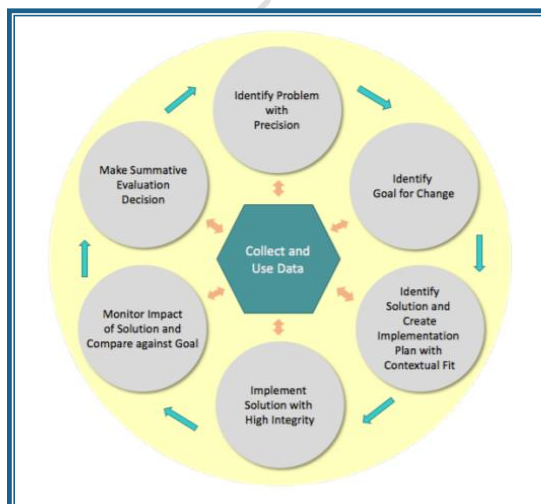 Identify Problem
with
Precision
Identify
Goal for Change
Identify
Solution and
Create
Implementation
Plan with
Contextual Fit
Implement
Solution with
High Integrity
Monitor Impact
of Solution and
Compare against Goal
Make Summative
Evaluation
Decision
Collect and
Use Data